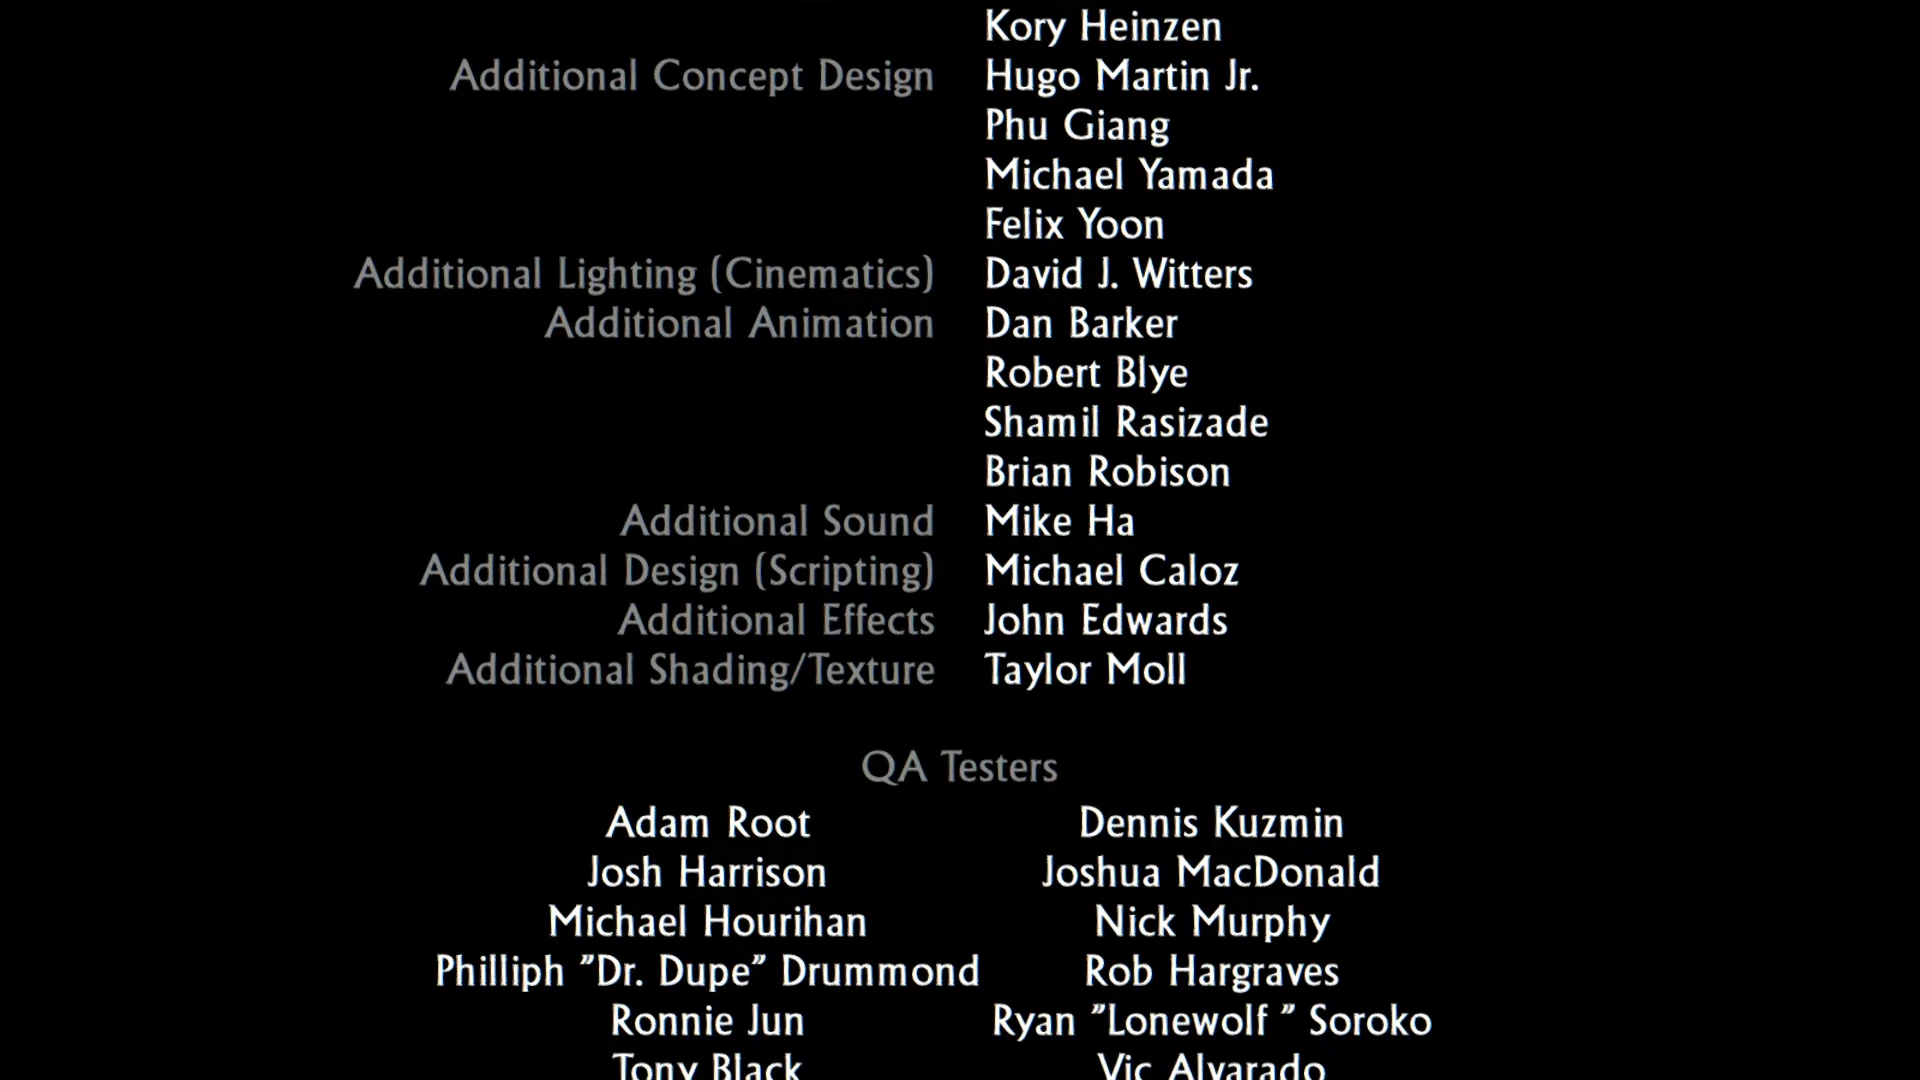 Kory Heinzen
Additional Concept Design Hugo Martin Jr.
Phu Giang
Michael Yamada
Felix Yoon
Additional Lighting (Cinematics) David J. Witters
Additional Animation Dan Barker
Robert Blye
Shamil Rasizade
Brian Robison
Additional Sound Mike Ha
Additional Design (Scripting) Michael Caloz
Additional Effects John Edwards
Additional Shading/Texture Taylor Moll
QA Testers
Adam Root Dennis Kuzmin
Josh Harrison Joshua MacDonald
Michael Hourihan Nick Murphy
Philliph "Dr. Dupe" Drummond Rob Hargraves
Ronnie Jun Ryan "Lonewolf " Soroko
Tony Black Vic Alvarado